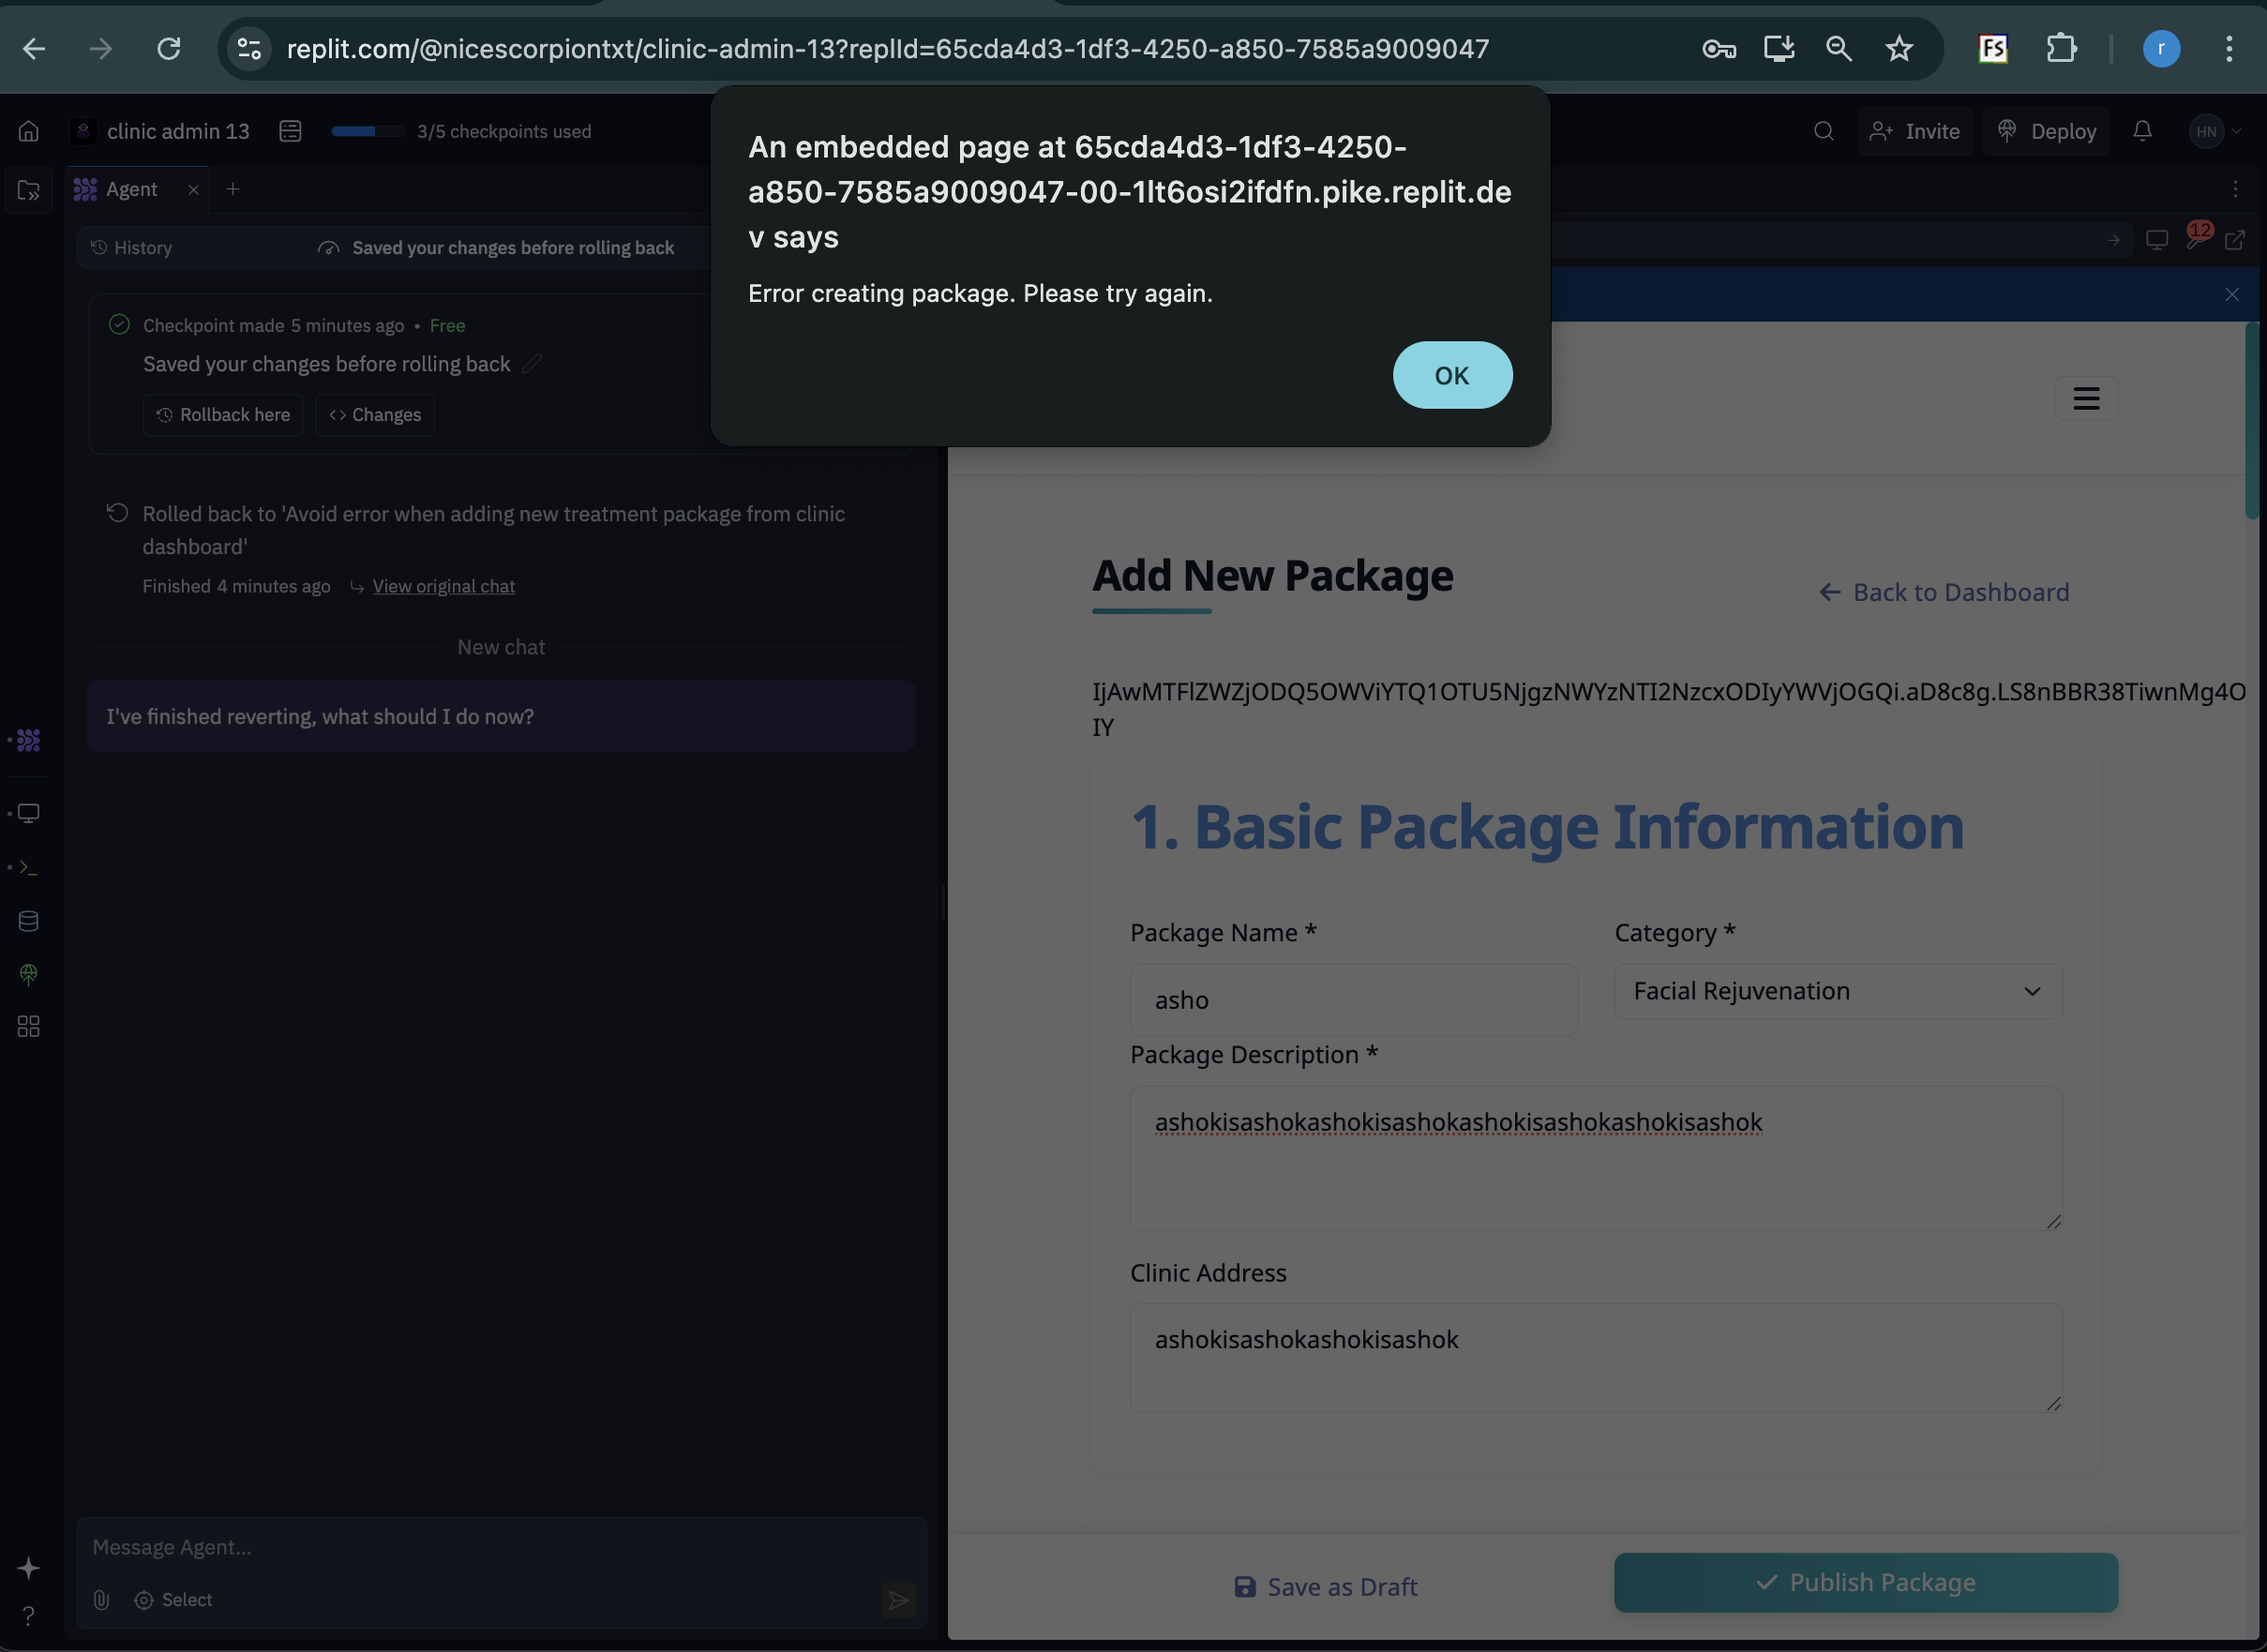 replit.com/@nicescorpiontxt/clinic-admin-13?replId=65cda4d3-1df3-4250-a850-7585a9009047
FS
r
clinic admin 13
3/5 checkpoints used
Invite
Deploy
HN
Agent
History
Saved your changes before rolling back
12
An embedded page at 65cda4d3-1df3-4250-
a850-7585a9009047-00-1lt6osi2ifdfn.pike.replit.de
v says
Error creating package. Please try again.
OK
Checkpoint made 5 minutes ago • Free
Saved your changes before rolling back
Rollback here
<> Changes
Rolled back to 'Avoid error when adding new treatment package from clinic
dashboard'
Finished 4 minutes ago
View original chat
New chat
I've finished reverting, what should I do now?
Message Agent...
Select
Add New Package
Back to Dashboard
IjAwMTFlZWZjODQ5OWViYTQ1OTU5NjgzNWYzNTI2NzcxODIyYWVjOGQi.aD8c8g.LS8nBBR38TiwnMg4O
IY
1. Basic Package Information
Package Name *
Category *
asho
Facial Rejuvenation
Package Description *
ashokisashokashokisashokashokisashokashokisashok
Clinic Address
ashokisashokashokisashok
Save as Draft
Publish Package